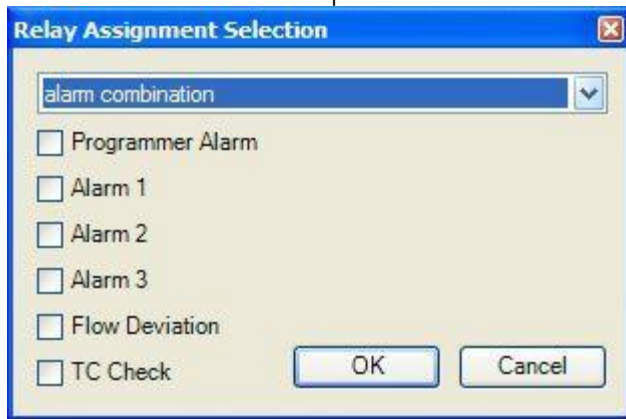 Relay Assignment Selection
alarm combination
Programmer Alarm
Alarm 1
Alarm 2
Alarm 3
Flow Deviation
TC Check
OK
Cancel